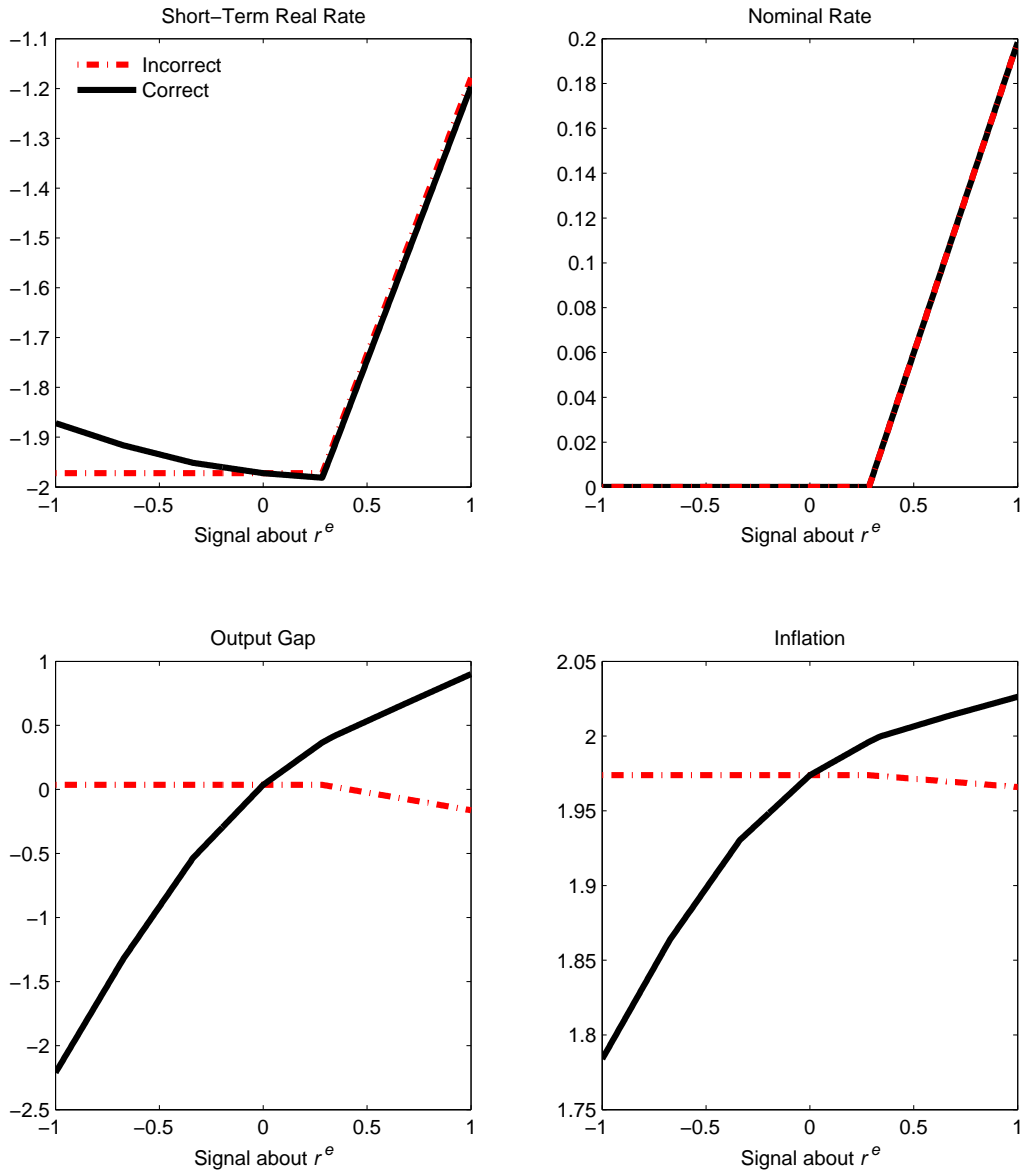 Short−Term Real Rate
−1.1
−1.2
−1.3
−1.4
−1.5
−1.6
−1.7
−1.8
−1.9
−2
Incorrect
Correct
−1 −0.5 0 0.5 1
Signal about r^e
Nominal Rate
0.2
0.18
0.16
0.14
0.12
0.1
0.08
0.06
0.04
0.02
0
−1 −0.5 0 0.5 1
Signal about r^e
Output Gap
1
0.5
0
−0.5
−1
−1.5
−2
−2.5
−1 −0.5 0 0.5 1
Signal about r^e
Inflation
2.05
2
1.95
1.9
1.85
1.8
1.75
−1 −0.5 0 0.5 1
Signal about r^e